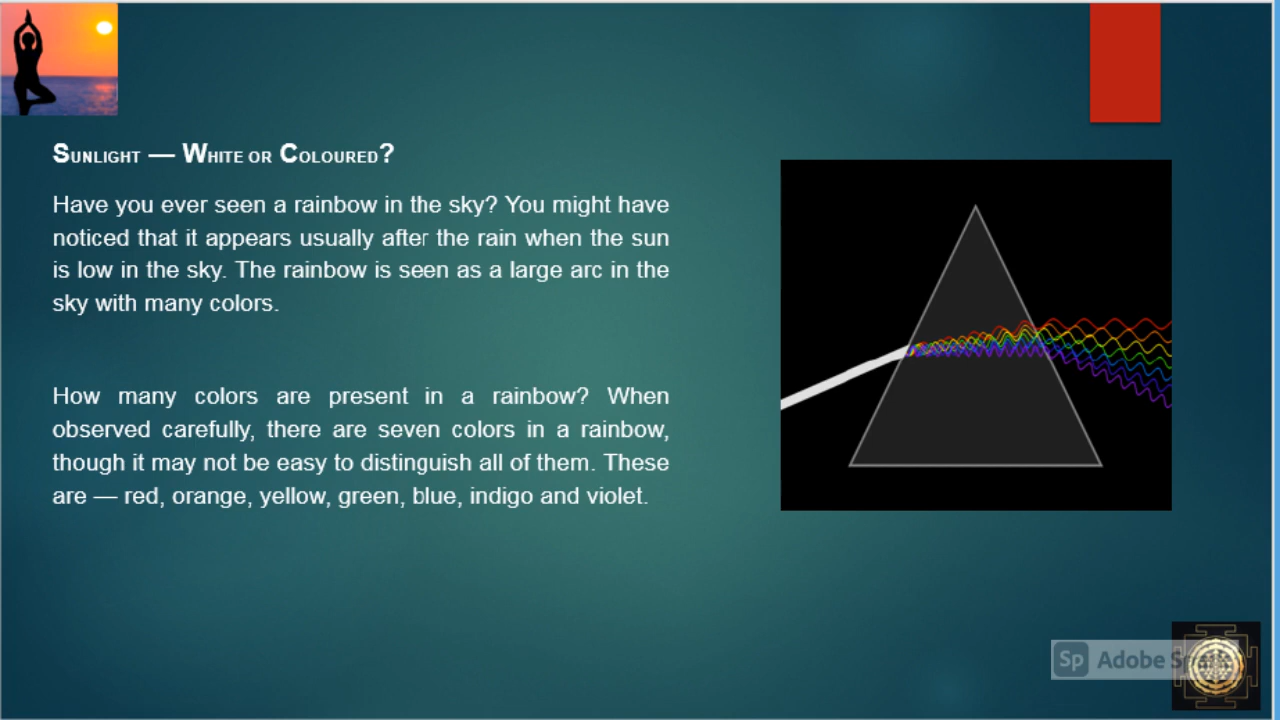 Sunlight — White or Coloured?
Have you ever seen a rainbow in the sky? You might have
noticed that it appears usually after the rain when the sun
is low in the sky. The rainbow is seen as a large arc in the
sky with many colors.
How many colors are present in a rainbow? When
observed carefully, there are seven colors in a rainbow,
though it may not be easy to distinguish all of them. These
are — red, orange, yellow, green, blue, indigo and violet.
Sp Adobe